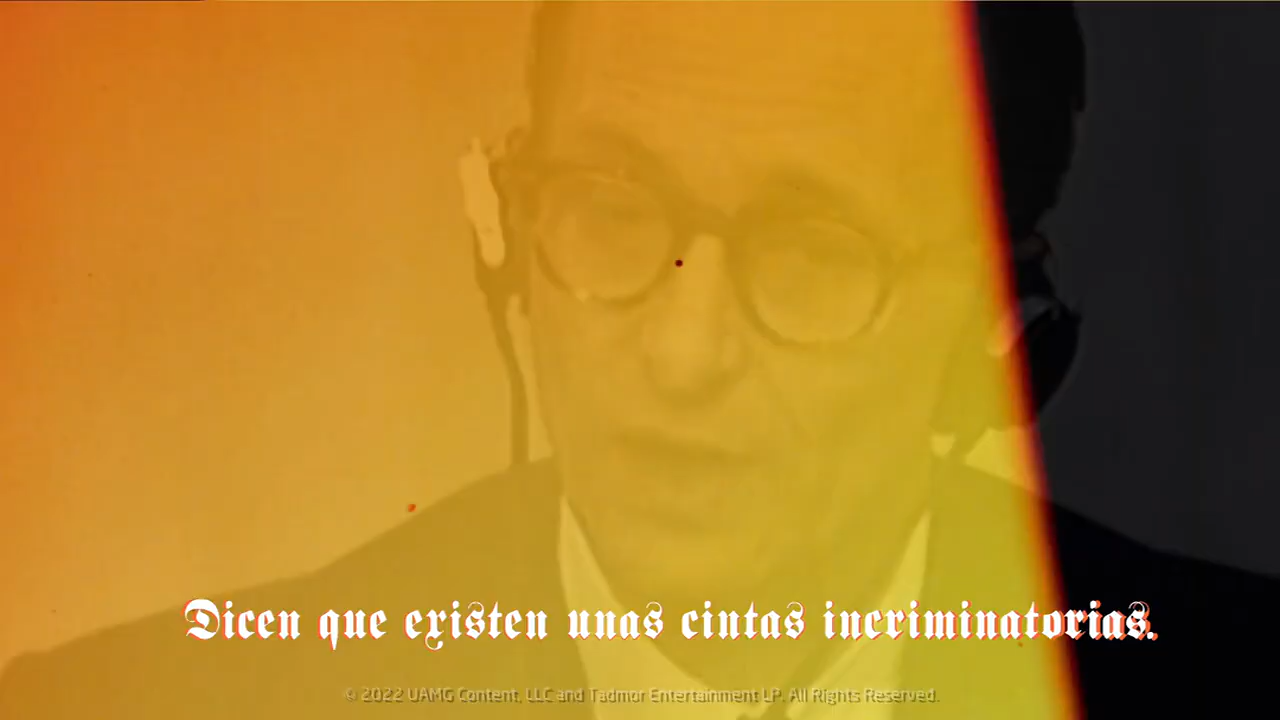 Dicen que existen unas cintas incriminatorias.
© 2022 UAMG Content, LLC and Tadmor Entertainment LP. All Rights Reserved.